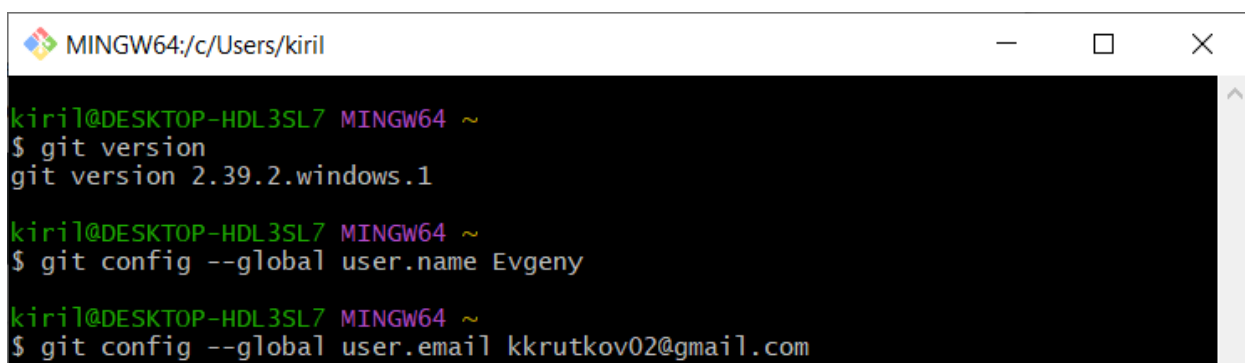 MINGW64:/c/Users/kiril
kiril@DESKTOP-HDL3SL7 MINGW64 ~
$ git version
git version 2.39.2.windows.1
kiril@DESKTOP-HDL3SL7 MINGW64 ~
$ git config --global user.name Evgeny
kiril@DESKTOP-HDL3SL7 MINGW64 ~
$ git config --global user.email kkrutkov02@gmail.com